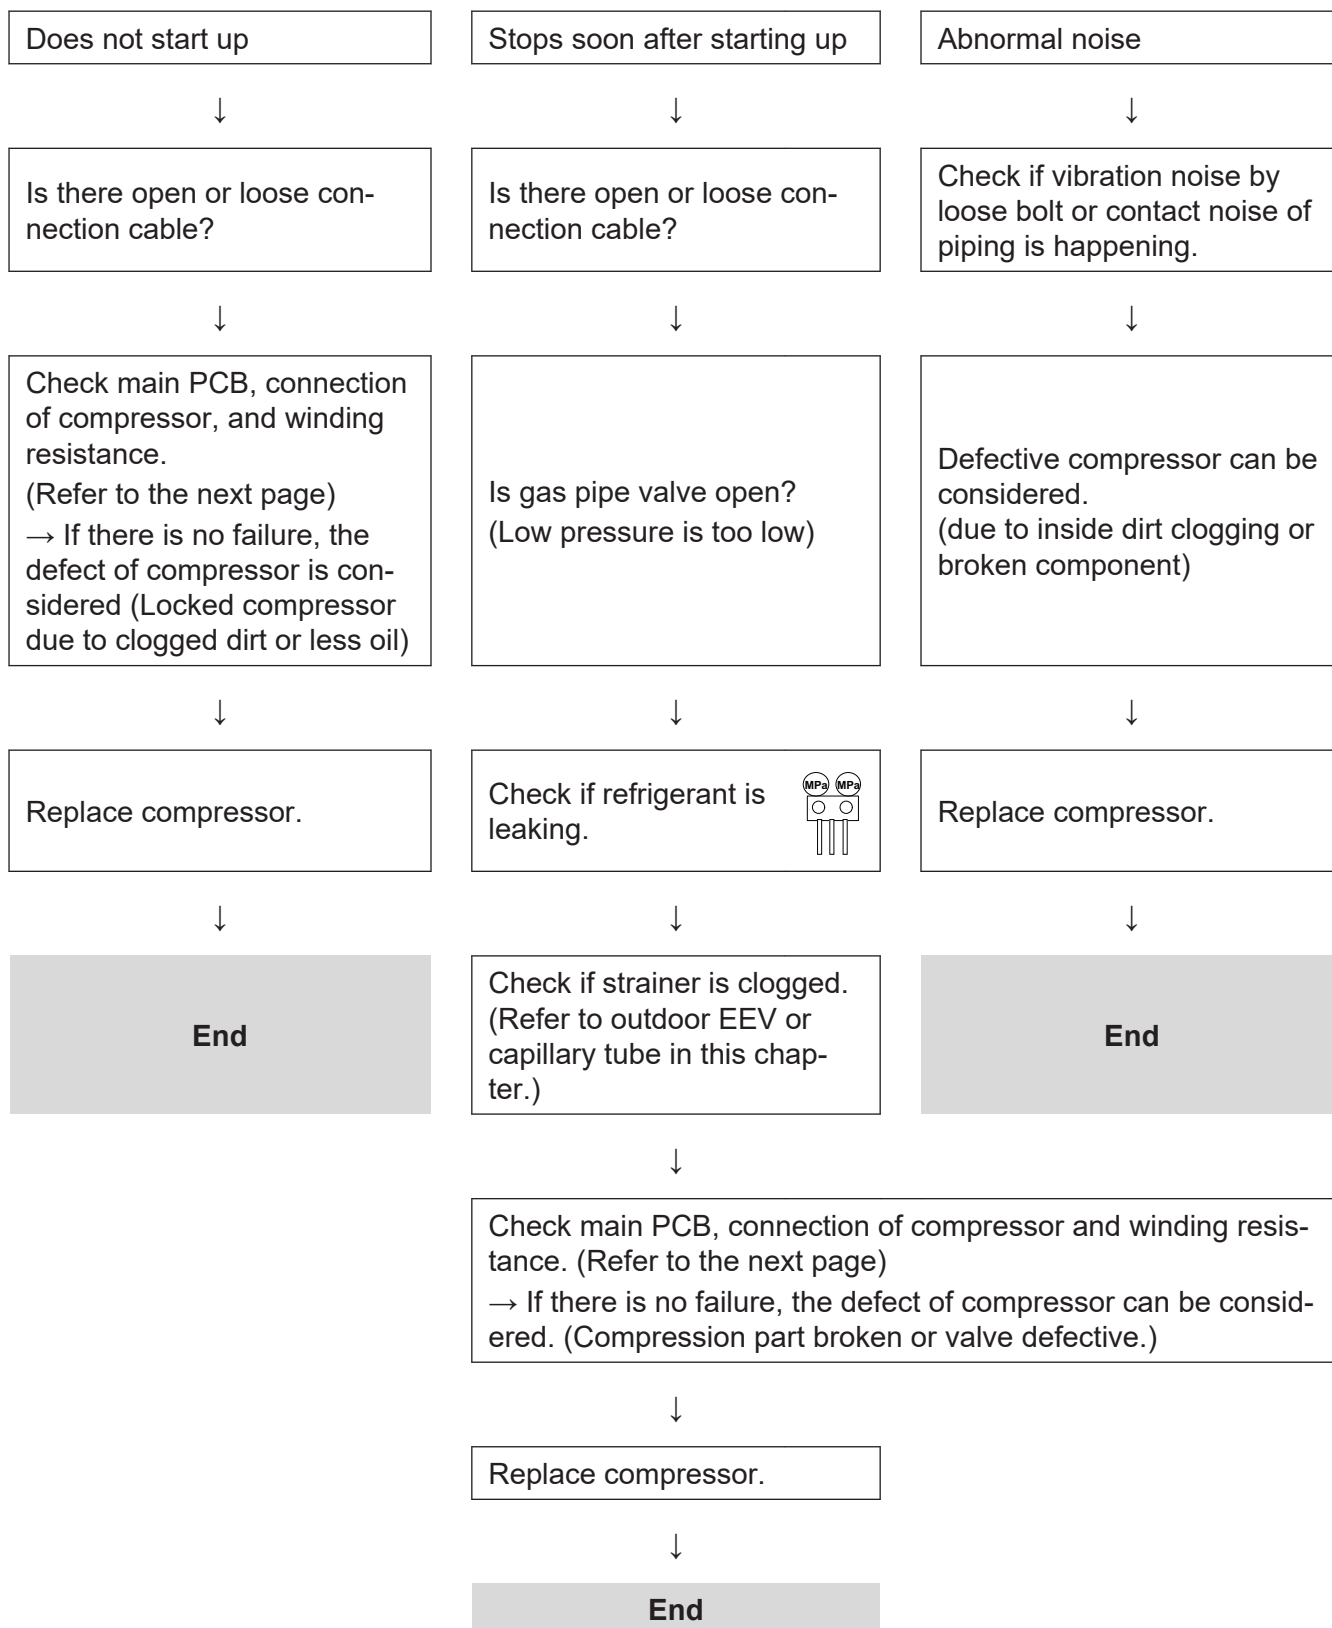 Does not start up
Stops soon after starting up
Abnormal noise
↓
↓
↓
Is there open or loose con-
nection cable?
Is there open or loose con-
nection cable?
Check if vibration noise by
loose bolt or contact noise of
piping is happening.
↓
↓
↓
Check main PCB, connection
of compressor, and winding
resistance.
(Refer to the next page)
→ If there is no failure, the
defect of compressor is con-
sidered (Locked compressor
due to clogged dirt or less oil)
Is gas pipe valve open?
(Low pressure is too low)
Defective compressor can be
considered.
(due to inside dirt clogging or
broken component)
↓
↓
↓
Replace compressor.
Check if refrigerant is
leaking.
MPa MPa
Replace compressor.
↓
↓
↓
End
Check if strainer is clogged.
(Refer to outdoor EEV or
capillary tube in this chap-
ter.)
End
↓
Check main PCB, connection of compressor and winding resis-
tance. (Refer to the next page)
→ If there is no failure, the defect of compressor can be consid-
ered. (Compression part broken or valve defective.)
↓
Replace compressor.
↓
End